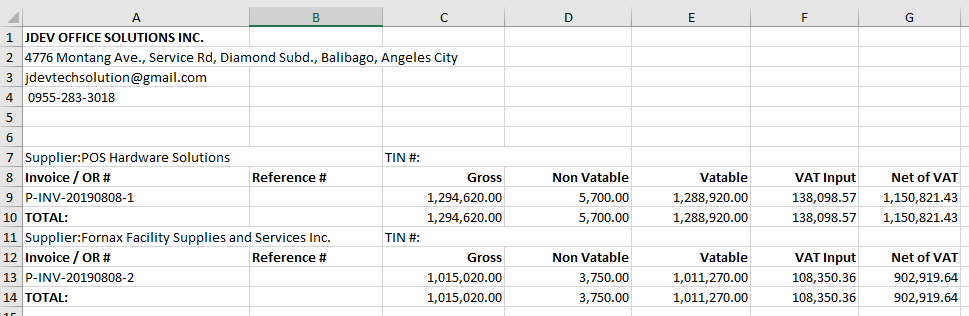 A B C D E F G
1 JDEV OFFICE SOLUTIONS INC.
2 4776 Montang Ave., Service Rd, Diamond Subd., Balibago, Angeles City
3 jdevtechsolution@gmail.com
4 0955-283-3018
5
6
7 Supplier:POS Hardware Solutions TIN #:
8 Invoice / OR # Reference # Gross Non Vatable Vatable VAT Input Net of VAT
9 P-INV-20190808-1 1,294,620.00 5,700.00 1,288,920.00 138,098.57 1,150,821.43
10 TOTAL: 1,294,620.00 5,700.00 1,288,920.00 138,098.57 1,150,821.43
11 Supplier:Fornax Facility Supplies and Services Inc. TIN #:
12 Invoice / OR # Reference # Gross Non Vatable Vatable VAT Input Net of VAT
13 P-INV-20190808-2 1,015,020.00 3,750.00 1,011,270.00 108,350.36 902,919.64
14 TOTAL: 1,015,020.00 3,750.00 1,011,270.00 108,350.36 902,919.64